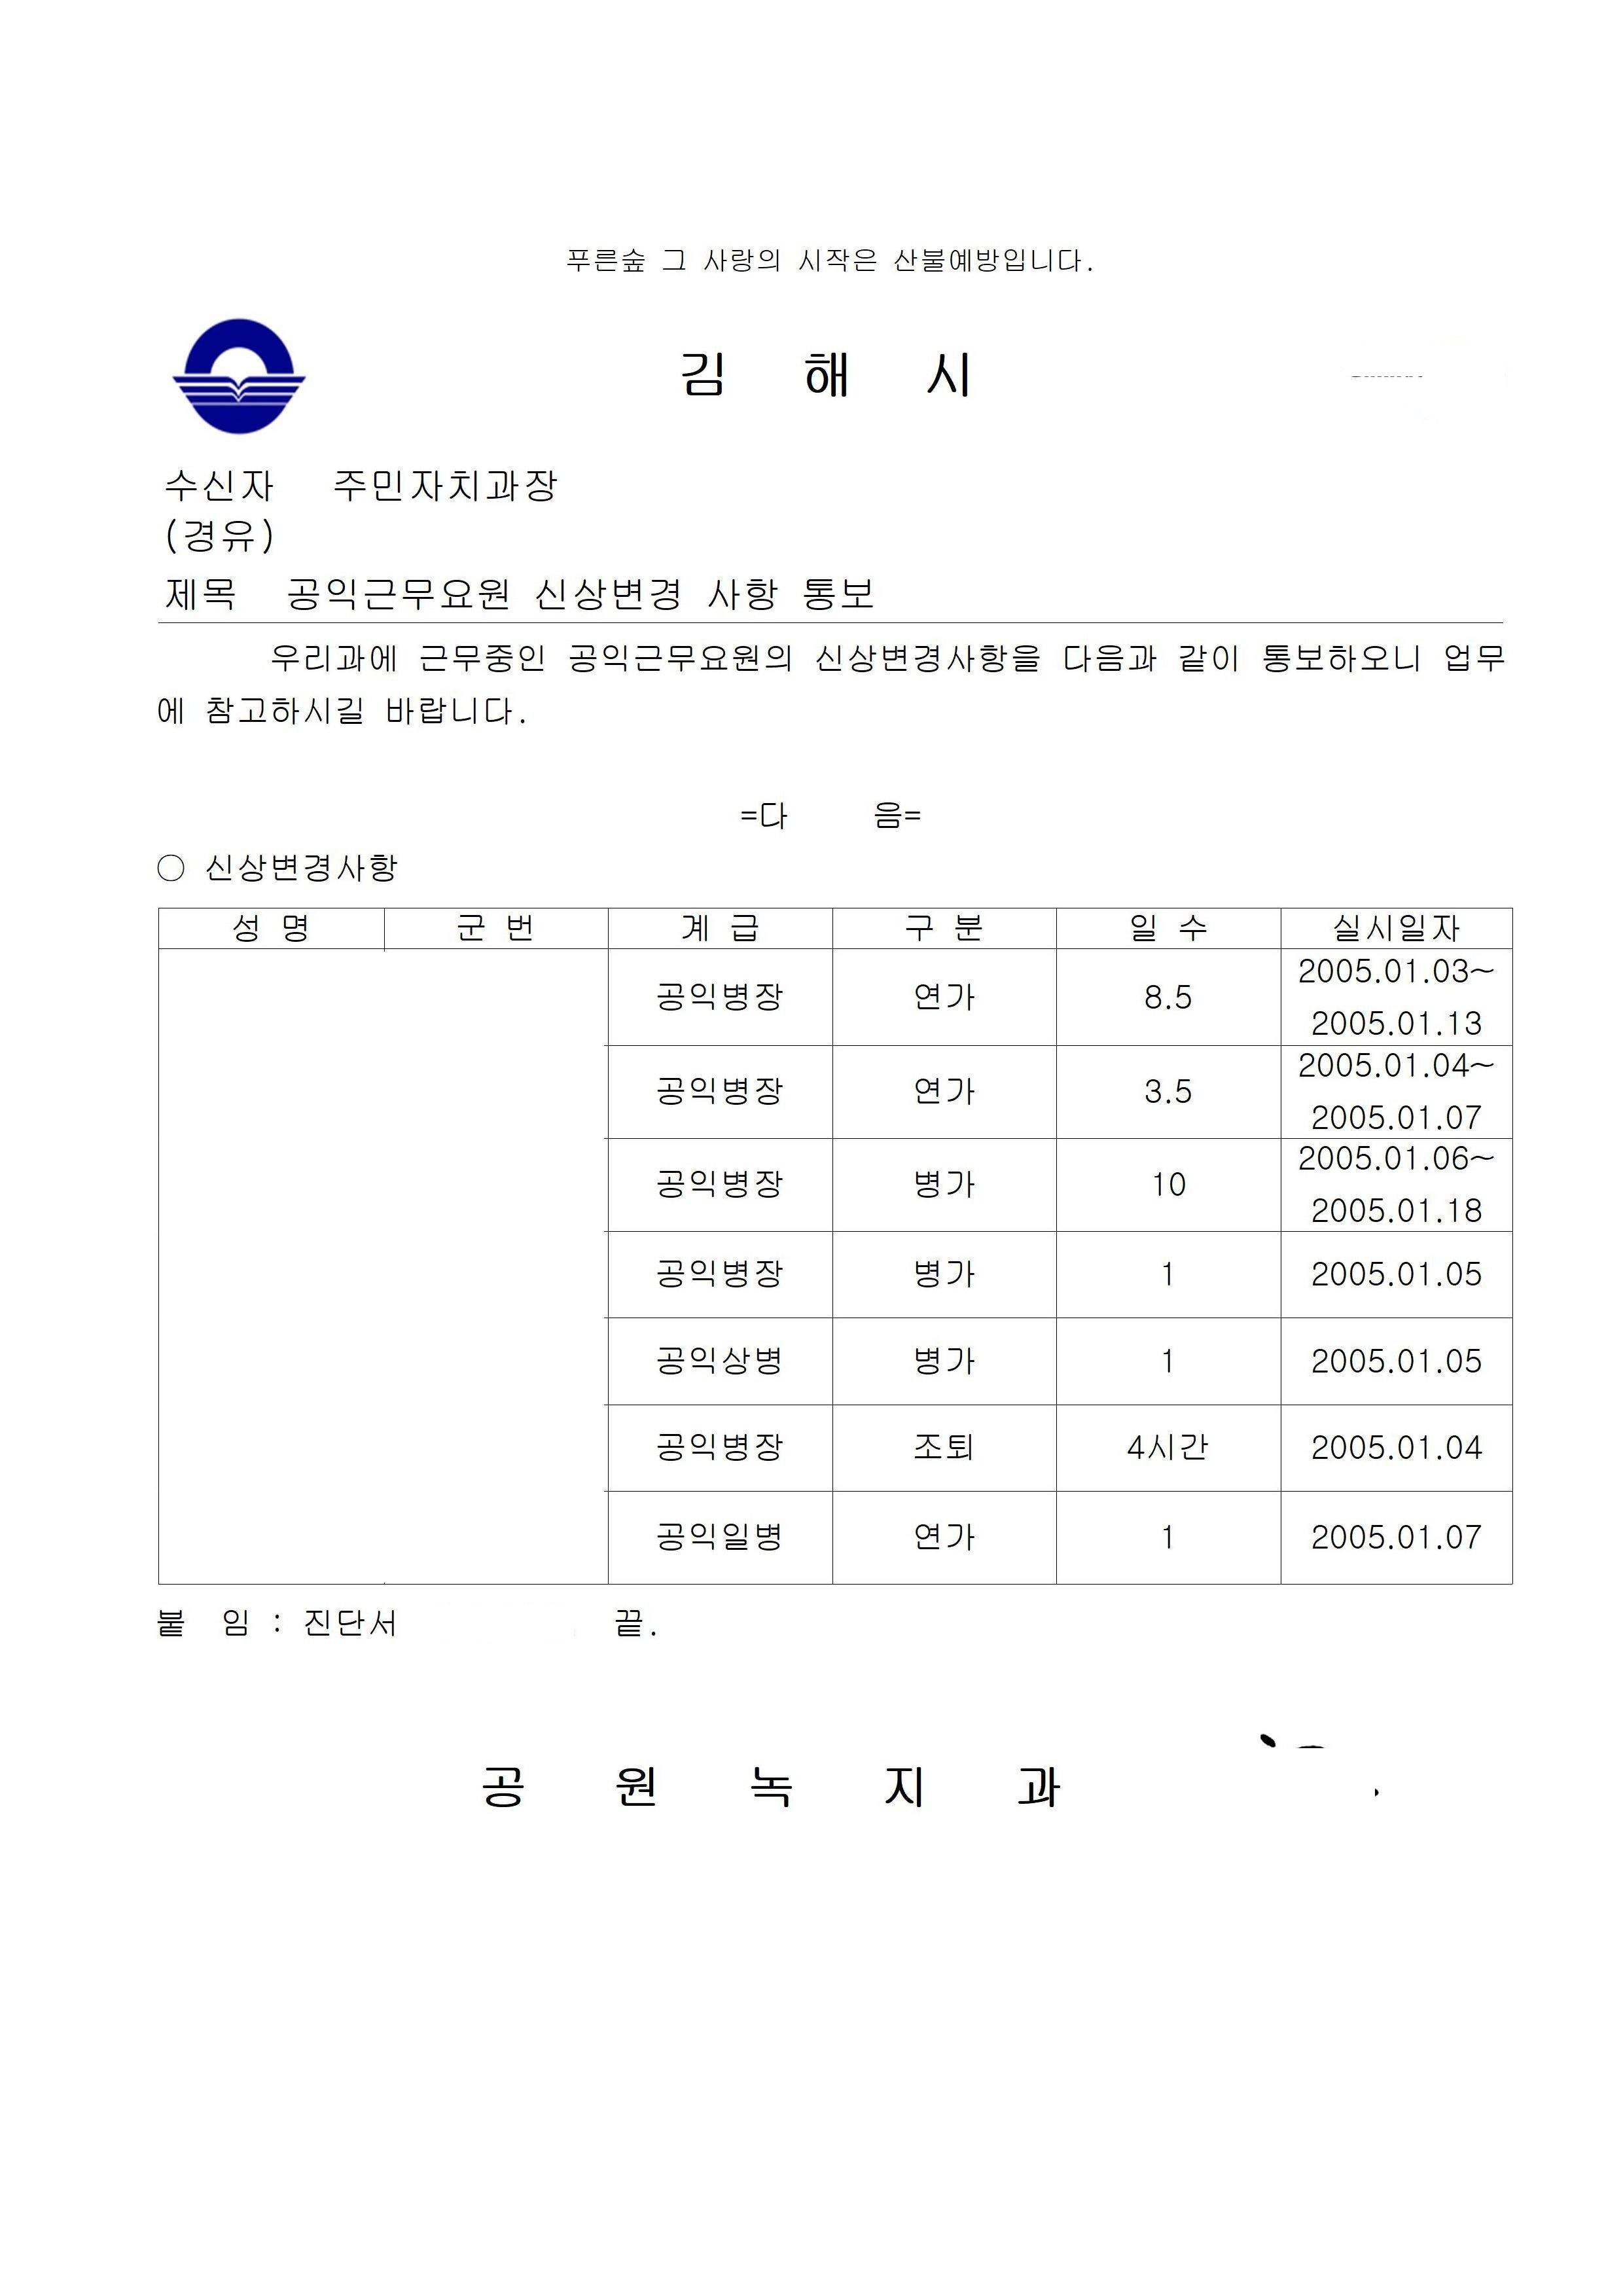 푸른숲 그 사랑의 시작은 산불예방입니다.
김 해 시
수신자 주민자치과장
(경유)
제목 공익근무요원 신상변경 사항 통보
우리과에 근무중인 공익근무요원의 신상변경사항을 다음과 같이 통보하오니 업무
에 참고하시길 바랍니다.
=다 음=
○ 신상변경사항
성 명 군 번 계 급 구 분 일 수 실시일자
공익병장 연가 8.5 2005.01.03~
2005.01.13
공익병장 연가 3.5 2005.01.04~
2005.01.07
공익병장 병가 10 2005.01.06~
2005.01.18
공익병장 병가 1 2005.01.05
공익상병 병가 1 2005.01.05
공익병장 조퇴 4시간 2005.01.04
공익일병 연가 1 2005.01.07
붙 임 : 진단서 끝.
공 원 녹 지 과